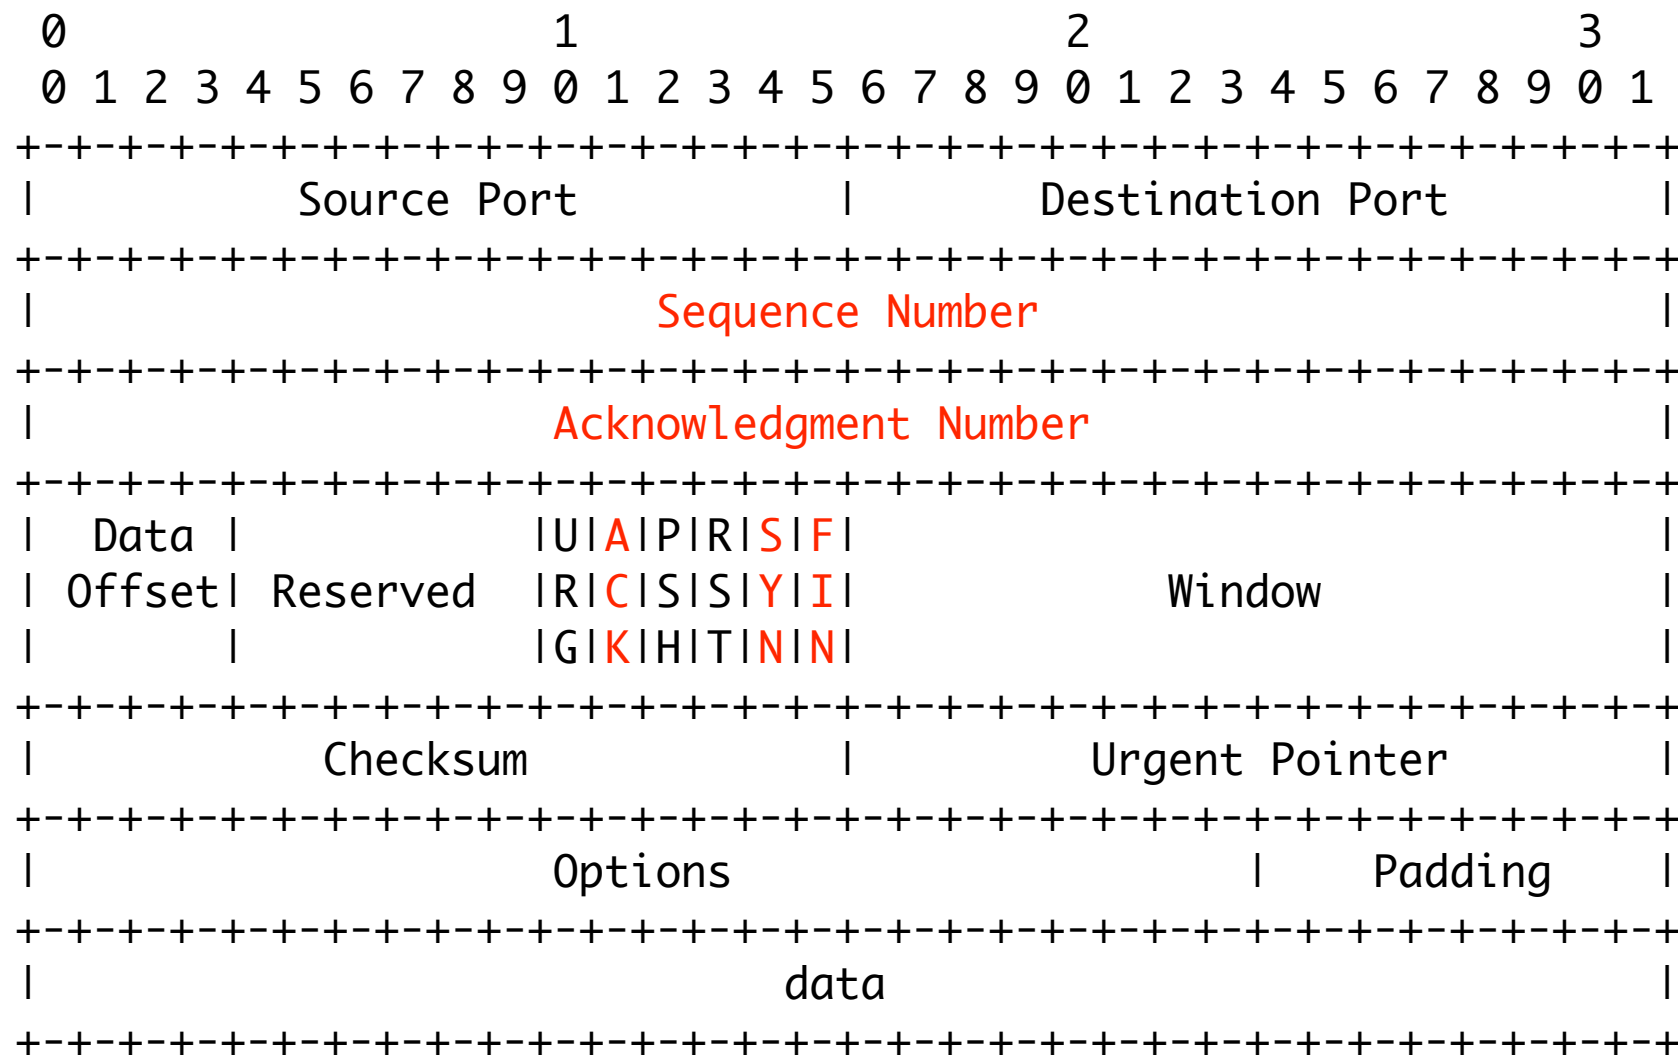 0                   1                   2                   3
 0 1 2 3 4 5 6 7 8 9 0 1 2 3 4 5 6 7 8 9 0 1 2 3 4 5 6 7 8 9 0 1
+-+-+-+-+-+-+-+-+-+-+-+-+-+-+-+-+-+-+-+-+-+-+-+-+-+-+-+-+-+-+-+-+
|          Source Port          |       Destination Port        |
+-+-+-+-+-+-+-+-+-+-+-+-+-+-+-+-+-+-+-+-+-+-+-+-+-+-+-+-+-+-+-+-+
|                        Sequence Number                        |
+-+-+-+-+-+-+-+-+-+-+-+-+-+-+-+-+-+-+-+-+-+-+-+-+-+-+-+-+-+-+-+-+
|                    Acknowledgment Number                      |
+-+-+-+-+-+-+-+-+-+-+-+-+-+-+-+-+-+-+-+-+-+-+-+-+-+-+-+-+-+-+-+-+
|  Data |           |U|A|P|R|S|F|                               |
| Offset| Reserved  |R|C|S|S|Y|I|            Window             |
|       |           |G|K|H|T|N|N|                               |
+-+-+-+-+-+-+-+-+-+-+-+-+-+-+-+-+-+-+-+-+-+-+-+-+-+-+-+-+-+-+-+-+
|           Checksum            |         Urgent Pointer        |
+-+-+-+-+-+-+-+-+-+-+-+-+-+-+-+-+-+-+-+-+-+-+-+-+-+-+-+-+-+-+-+-+
|                    Options                    |    Padding    |
+-+-+-+-+-+-+-+-+-+-+-+-+-+-+-+-+-+-+-+-+-+-+-+-+-+-+-+-+-+-+-+-+
|                             data                              |
+-+-+-+-+-+-+-+-+-+-+-+-+-+-+-+-+-+-+-+-+-+-+-+-+-+-+-+-+-+-+-+-+